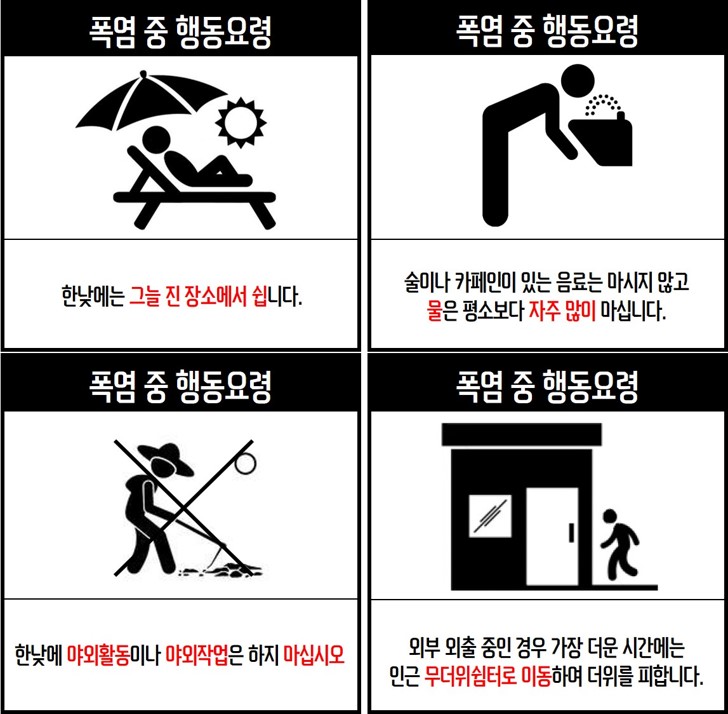 폭염 중 행동요령
한낮에는 그늘 진 장소에서 쉽니다.
폭염 중 행동요령
술이나 카페인이 있는 음료는 마시지 않고
물은 평소보다 자주 많이 마십니다.
폭염 중 행동요령
한낮에 야외활동이나 야외작업은 하지 마십시오
폭염 중 행동요령
외부 외출 중인 경우 가장 더운 시간에는
인근 무더위쉼터로 이동하여 더위를 피합니다.